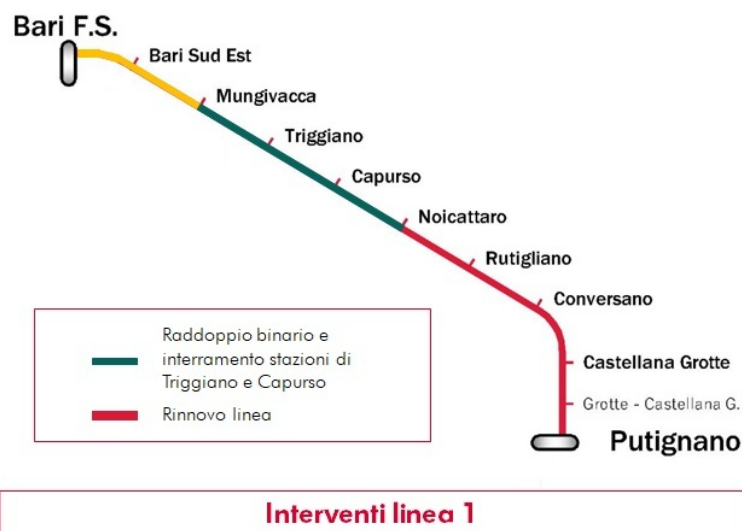 Bari F.S.
Bari Sud Est
Mungivacca
Triggiano
Capurso
Noicattaro
Rutigliano
Conversano
Castellana Grotte
Grotte - Castellana G.
Putignano
Raddoppio binario e
interramento stazioni di
Triggiano e Capurso
Rinnovo linea
Interventi linea 1